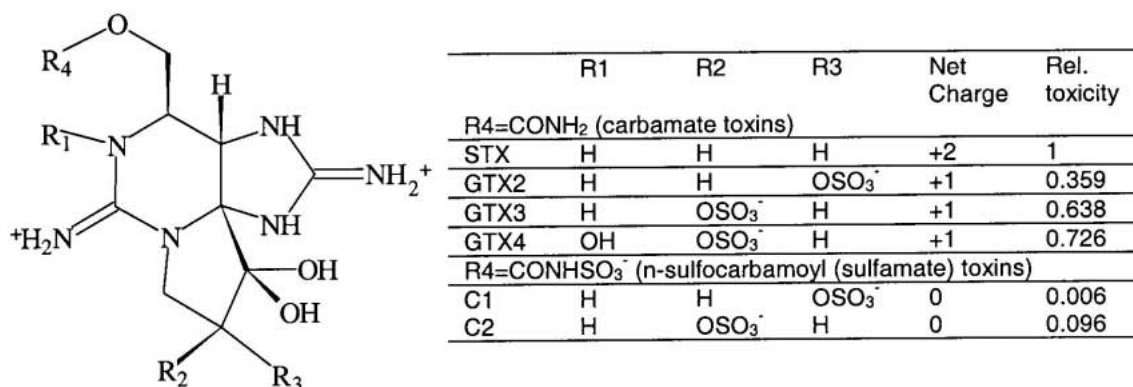 O
R₄
H
R₁
N
NH
NH₂⁺
⁺H₂N
N
NH
OH
OH
R₂
R₃
R1 R2 R3 Net Charge Rel. toxicity
R4=CONH₂ (carbamate toxins)
STX H H H +2 1
GTX2 H H OSO₃⁻ +1 0.359
GTX3 H OSO₃⁻ H +1 0.638
GTX4 OH OSO₃⁻ H +1 0.726
R4=CONHSO₃⁻ (n-sulfocarbamoyl (sulfamate) toxins)
C1 H H OSO₃⁻ 0 0.006
C2 H OSO₃⁻ H 0 0.096